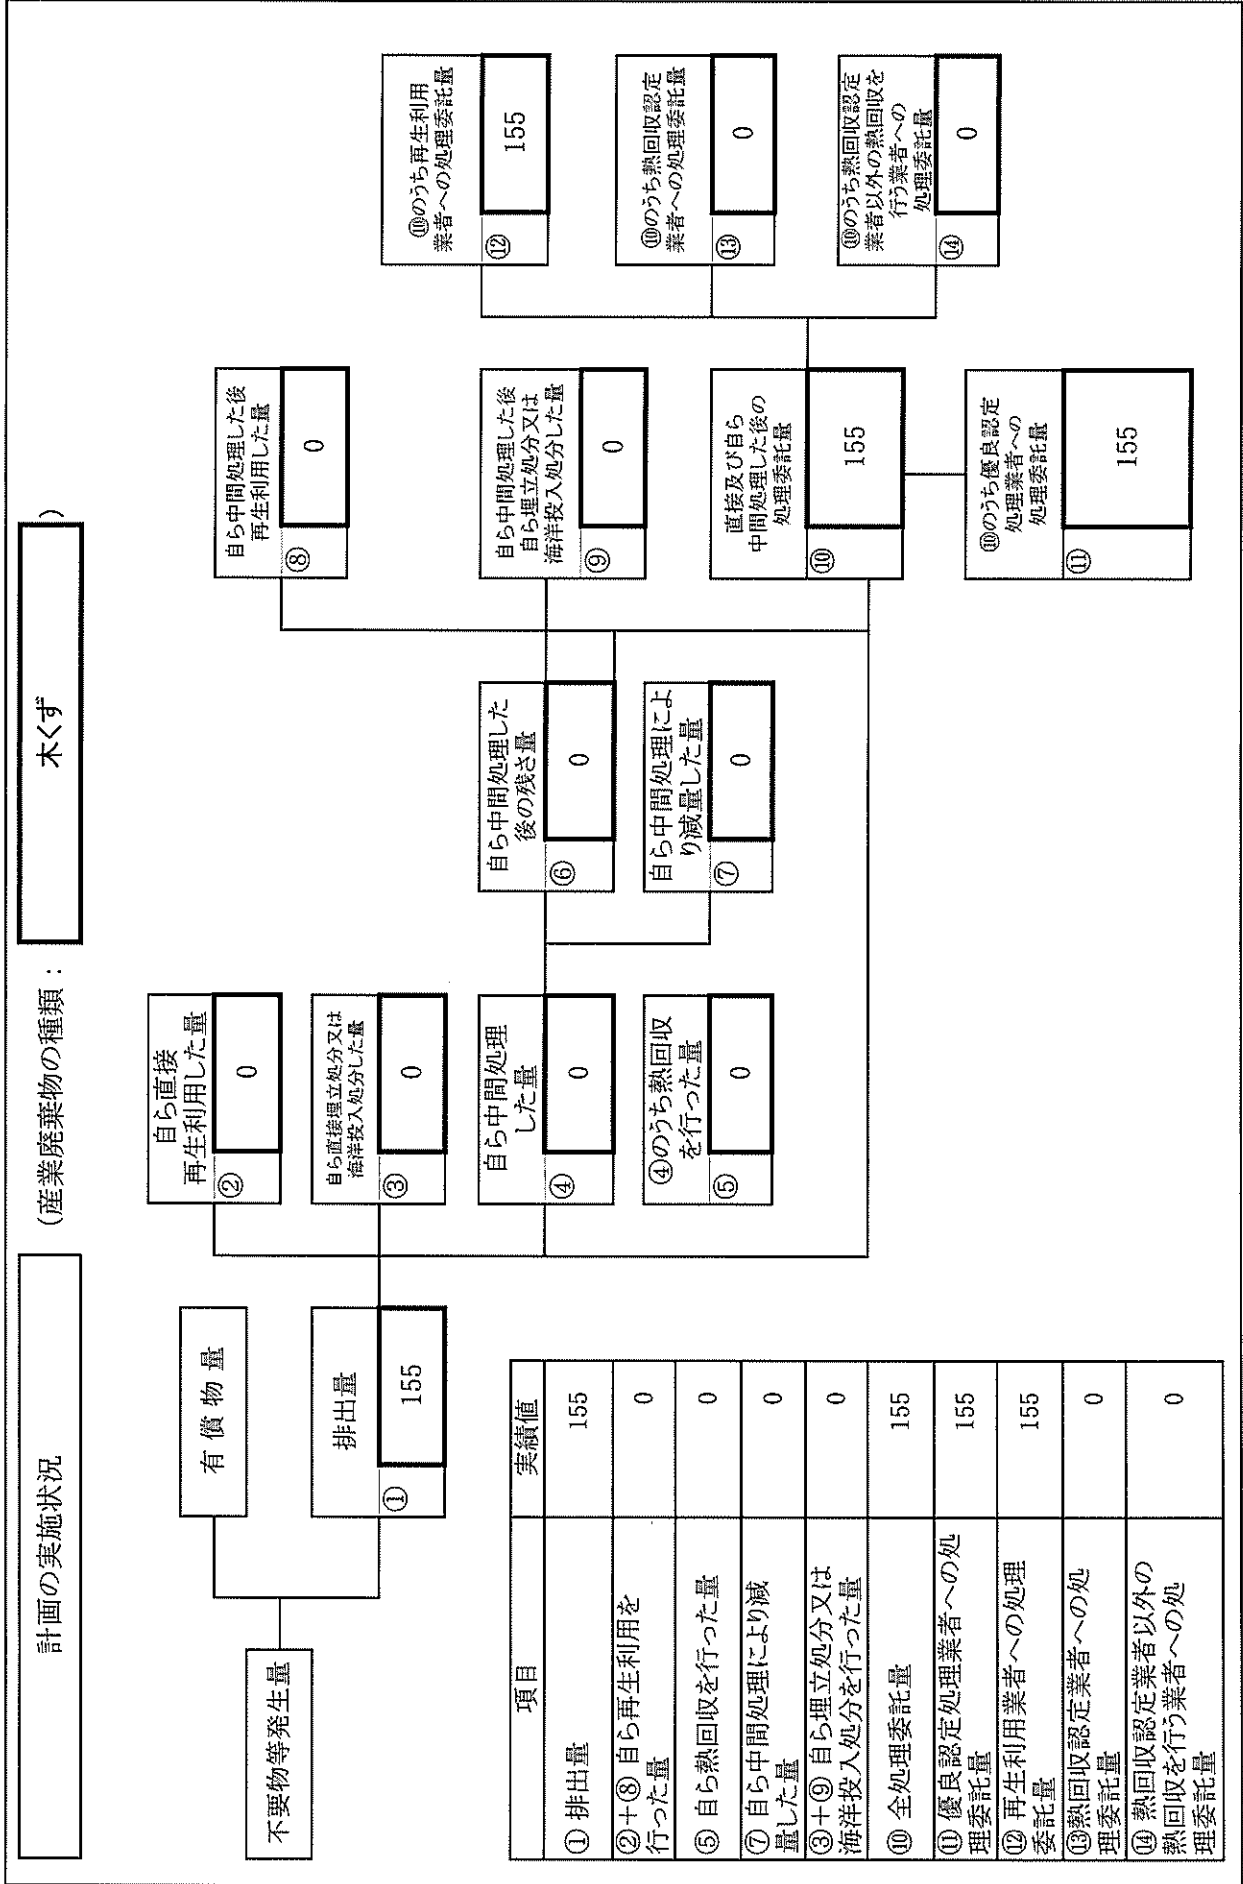 計画の実施状況
（産業廃棄物の種類：
木くず
）
不要物等発生量
有 償 物 量
排出量
①
155
自ら直接
再生利用した量
②
0
自ら直接埋立処分又は
海洋投入処分した量
③
0
自ら中間処理
した量
④
0
④のうち熱回収
を行った量
⑤
0
自ら中間処理した
後の残さ量
⑥
0
自ら中間処理によ
り減量した量
⑦
0
自ら中間処理した後
再生利用した量
⑧
0
自ら中間処理した後
自ら埋立処分又は
海洋投入処分した量
⑨
0
直接及び自ら
中間処理した後の
処理委託量
⑩
155
⑩のうち優良認定
処理業者への
処理委託量
⑪
155
⑩のうち再生利用
業者への処理委託量
⑫
155
⑩のうち熱回収認定
業者への処理委託量
⑬
0
⑩のうち熱回収認定
業者以外の熱回収を
行う業者への
処理委託量
⑭
0
項目
実績値
① 排出量
155
②＋⑧ 自ら再生利用を
行った量
0
⑤ 自ら熱回収を行った量
0
⑦ 自ら中間処理により減
量した量
0
③＋⑨ 自ら埋立処分又は
海洋投入処分を行った量
0
⑩ 全処理委託量
155
⑪ 優良認定処理業者への処
理委託量
155
⑫ 再生利用業者への処理
委託量
155
⑬熱回収認定業者への処
理委託量
0
⑭ 熱回収認定業者以外の
熱回収を行う業者への処
理委託量
0